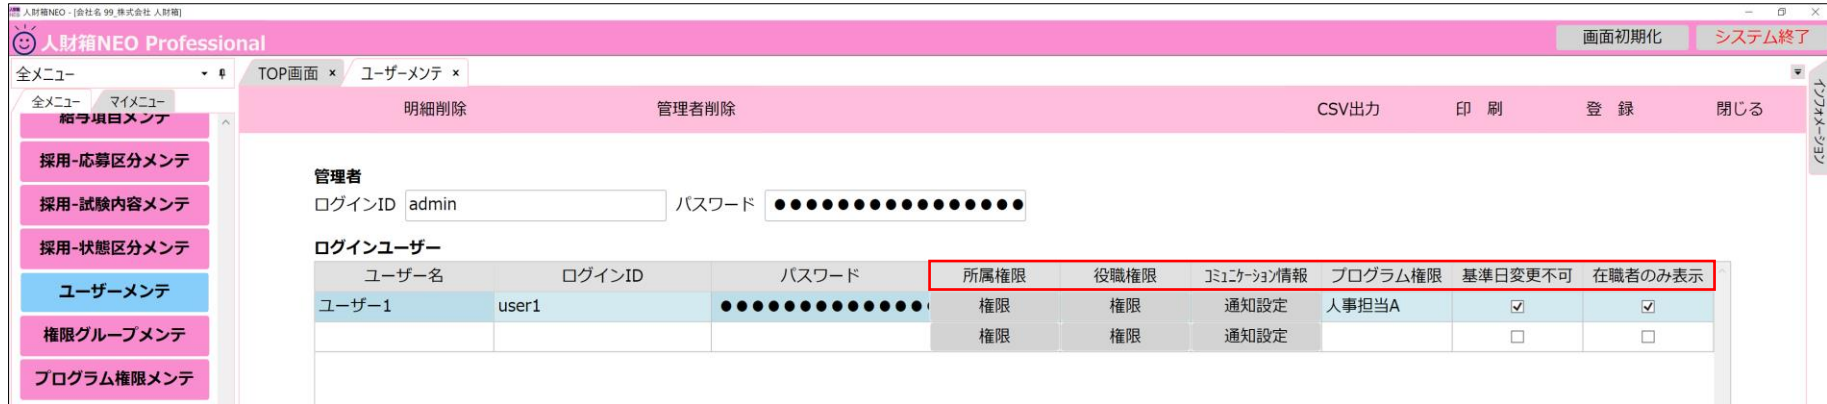 人財箱NEO - [会社名 99_株式会社 人財箱]
人財箱NEO Professional
画面初期化
システム終了
全メニュー
TOP画面 ×
ユーザーメンテ ×
全メニュー
マイメニュー
明細削除
管理者削除
CSV出力
印 刷
登 録
閉じる
インフォメーション
給与項目メンテ
採用-応募区分メンテ
採用-試験内容メンテ
採用-状態区分メンテ
ユーザーメンテ
権限グループメンテ
プログラム権限メンテ
管理者
ログインID admin パスワード ●●●●●●●●●●●●●●●●
ログインユーザー
ユーザー名 ログインID パスワード 所属権限 役職権限 ｺﾐｭﾆｹｰｼｮﾝ情報 プログラム権限 基準日変更不可 在職者のみ表示
ユーザー1 user1 ●●●●●●●●●●●●● 権限 権限 通知設定 人事担当A
権限 権限 通知設定